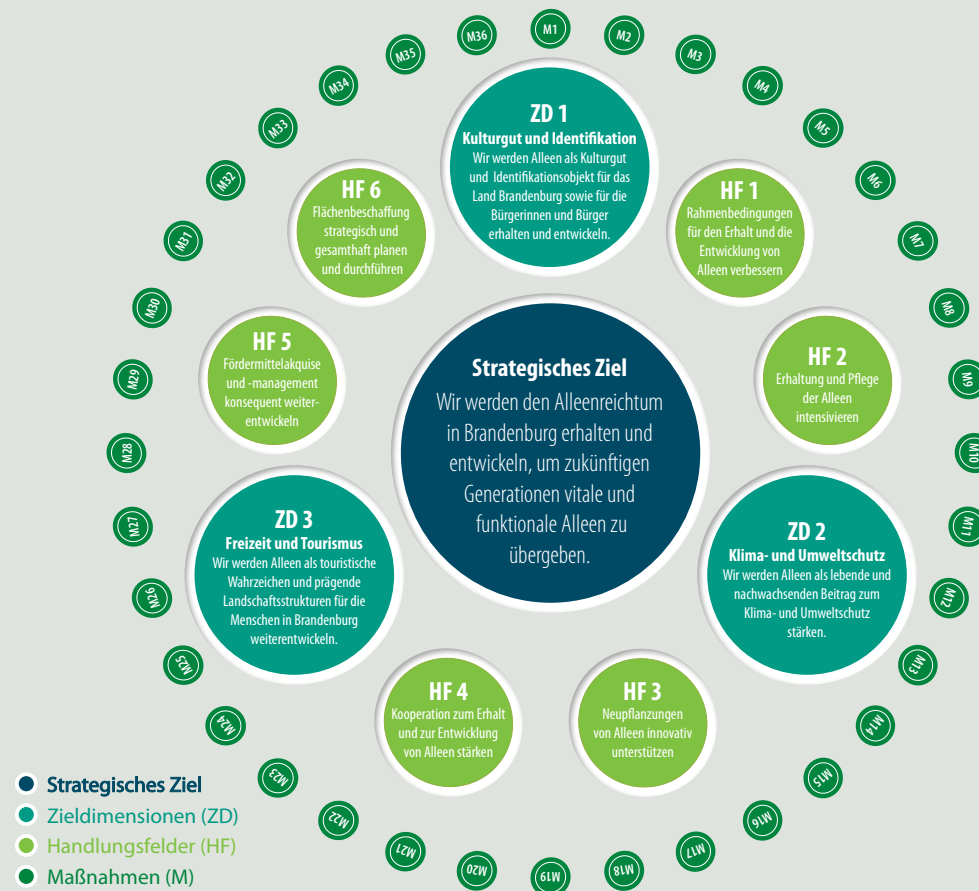 M1
M2
M3
M4
M5
M6
M7
M8
M9
M10
M11
M12
M13
M14
M15
M16
M17
M18
M19
M20
M21
M22
M23
M24
M25
M26
M27
M28
M29
M30
M31
M32
M33
M34
M35
M36
ZD 1
Kulturgut und Identifikation
Wir werden Alleen als Kulturgut
und Identifikationsobjekt für das
Land Brandenburg sowie für die
Bürgerinnen und Bürger
erhalten und entwickeln.
HF 1
Rahmenbedingungen
für den Erhalt und die
Entwicklung von
Alleen verbessern
HF 2
Erhaltung und Pflege
der Alleen
intensivieren
ZD 2
Klima- und Umweltschutz
Wir werden Alleen als lebende und
nachwachsenden Beitrag zum
Klima- und Umweltschutz
stärken.
HF 3
Neupflanzungen
von Alleen innovativ
unterstützen
HF 4
Kooperation zum Erhalt
und zur Entwicklung
von Alleen stärken
ZD 3
Freizeit und Tourismus
Wir werden Alleen als touristische
Wahrzeichen und prägende
Landschaftsstrukturen für die
Menschen in Brandenburg
weiterentwickeln.
HF 5
Fördermittelakquise
und -management
konsequent weiter-
entwickeln
HF 6
Flächenbeschaffung
strategisch und
gesamthaft planen
und durchführen
Strategisches Ziel
Wir werden den Alleenreichtum
in Brandenburg erhalten und
entwickeln, um zukünftigen
Generationen vitale und
funktionale Alleen zu
übergeben.
Strategisches Ziel
Zieldimensionen (ZD)
Handlungsfelder (HF)
Maßnahmen (M)